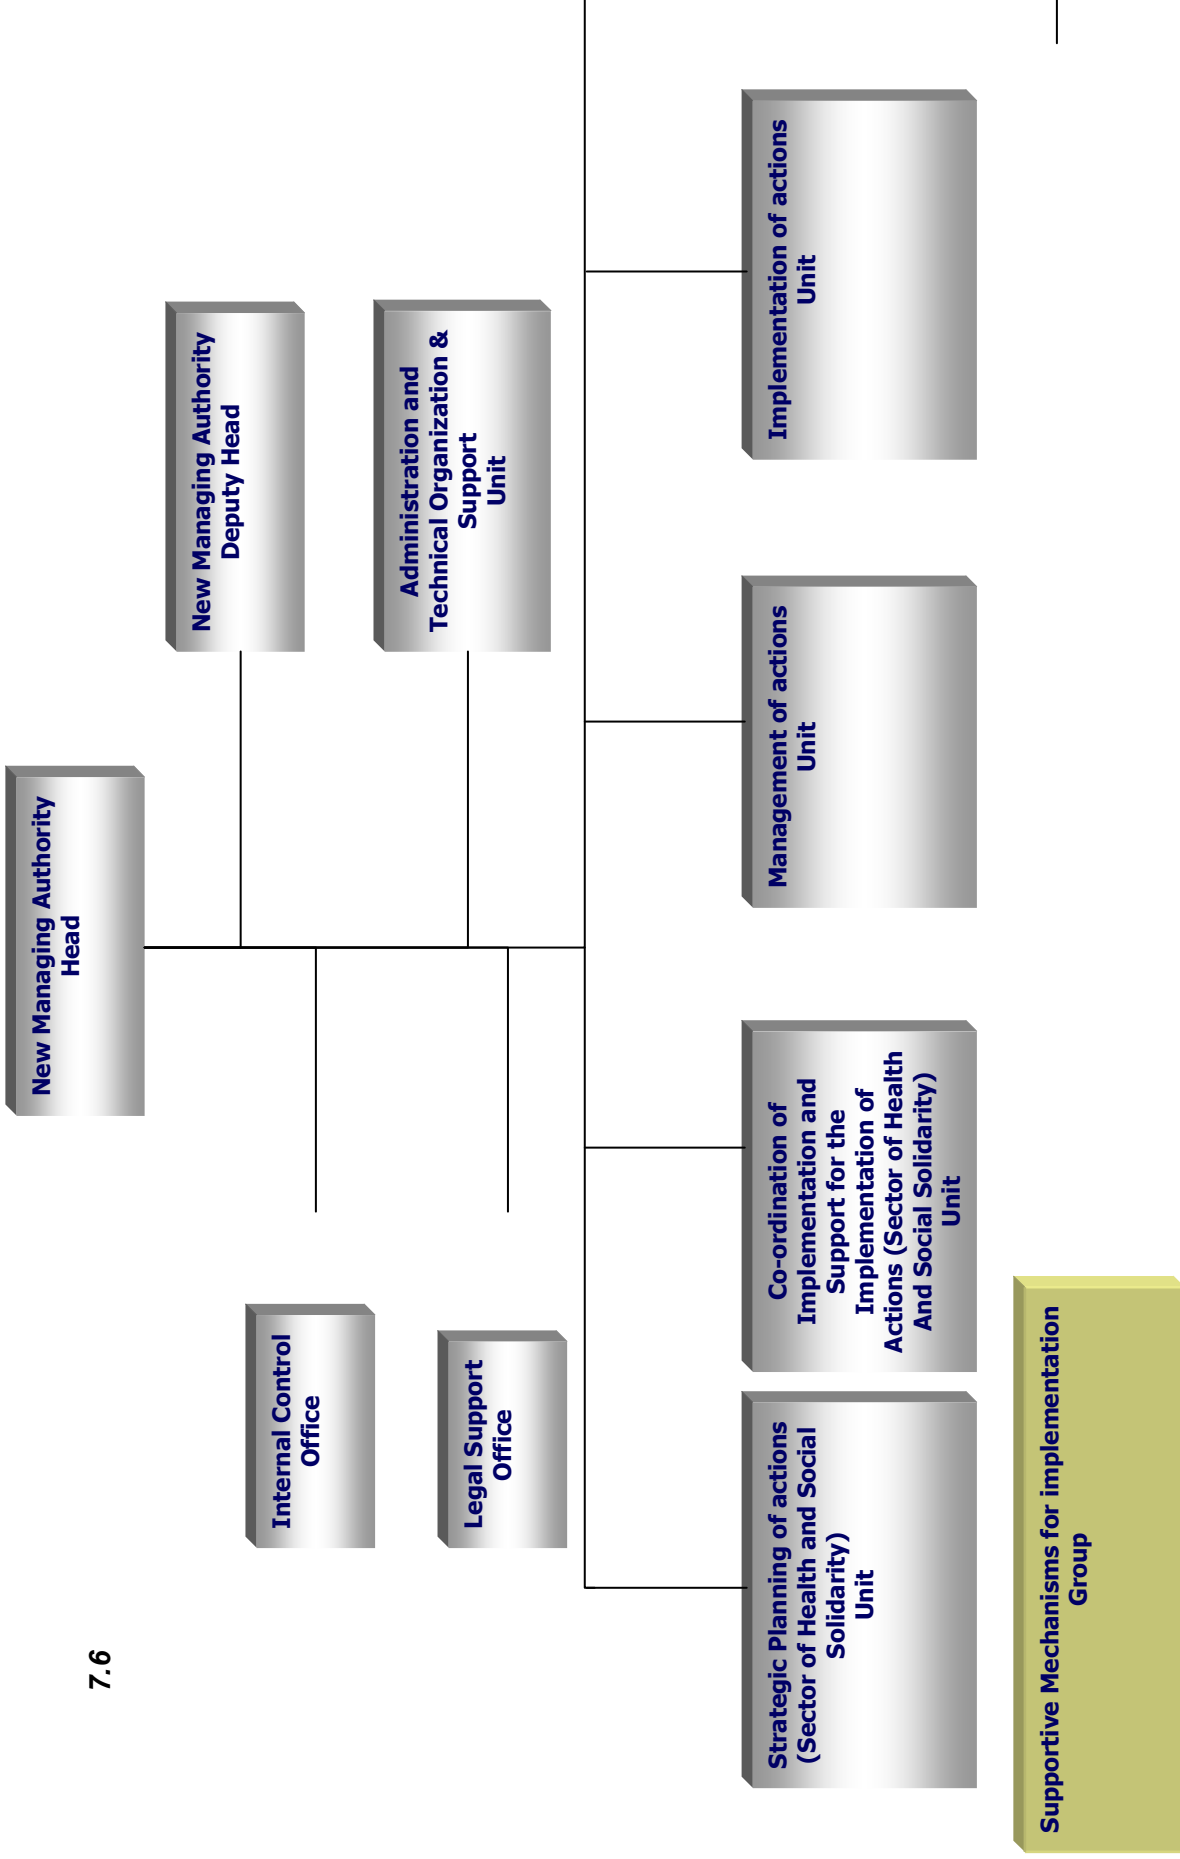 7.6
New Managing Authority
Head
New Managing Authority
Deputy Head
Internal Control
Office
Administration and
Technical Organization &
Support
Unit
Legal Support
Office
Strategic Planning of actions
(Sector of Health and Social
Solidarity)
Unit
Co-ordination of
Implementation and
Support for the
Implementation of
Actions (Sector of Health
And Social Solidarity)
Unit
Management of actions
Unit
Implementation of actions
Unit
Supportive Mechanisms for implementation
Group